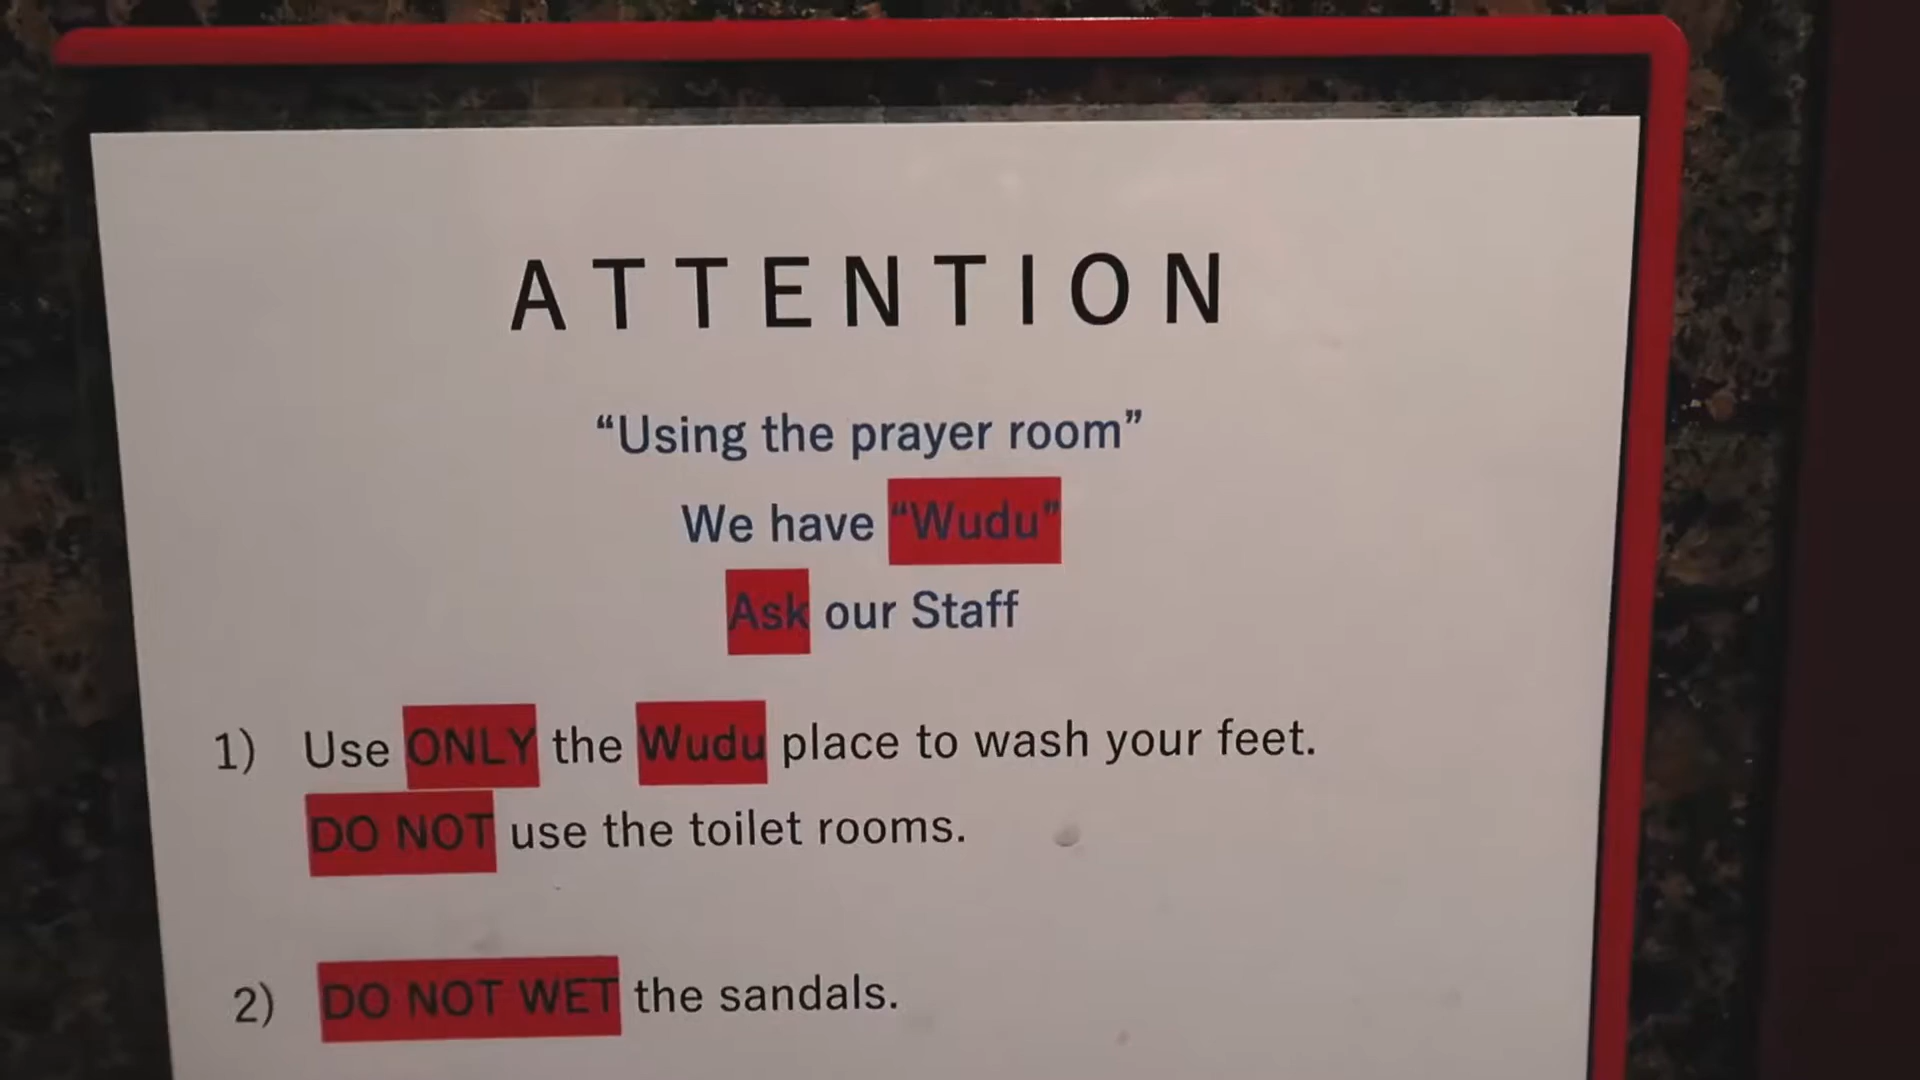 ATTENTION
“Using the prayer room”
We have “Wudu”
Ask our Staff
1) Use ONLY the Wudu place to wash your feet.
DO NOT use the toilet rooms.
2) DO NOT WET the sandals.